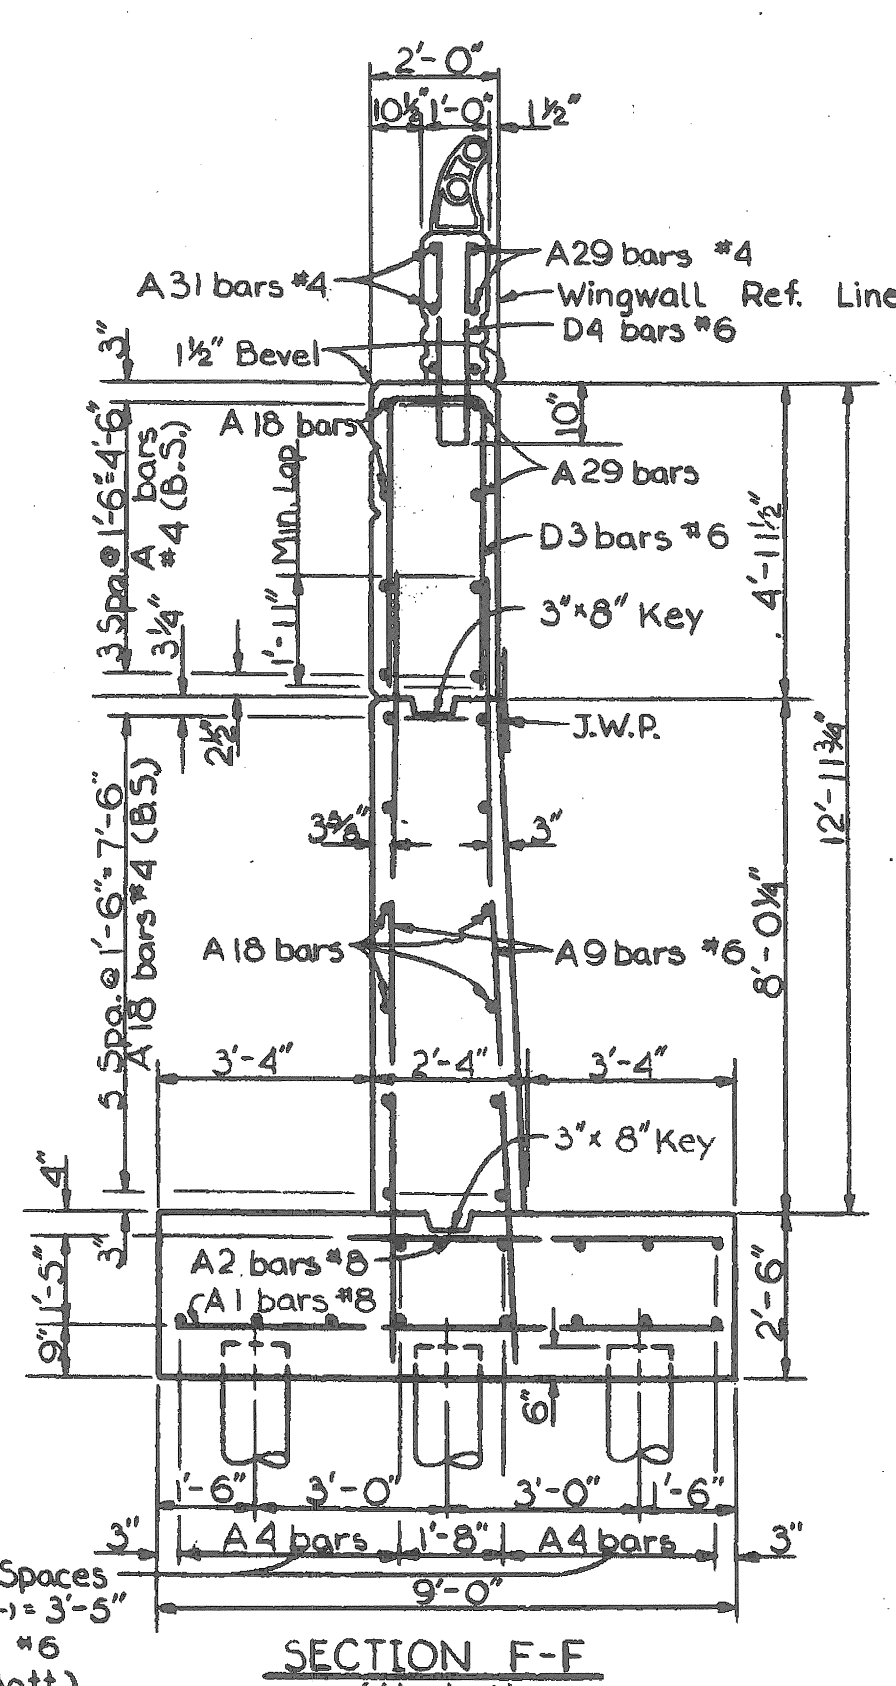 2'-0"
10½" 1'-0" 1½"
A31 bars #4
A29 bars #4
Wingwall Ref. Line
D4 bars #6
3"
1½" Bevel
A18 bars
10"
A29 bars
3 Spa. @ 1'-6"=4'-6"
A bars
#4 (B.S.)
1'-11" Min. Lap
D3 bars #6
4'-11½"
3¼"
3"x8" Key
2½"
J.W.P.
12'-11¾"
5 Spa. @ 1'-6"=7'-6"
A18 bars #4 (B.S.)
3⅝" 3"
A18 bars
A9 bars #6
8'-0¼"
3'-4" 2'-4" 3'-4"
3"x 8" Key
4"
3"
A2 bars #8
1'-5"
A1 bars #8
2'-6"
9"
6"
1'-6" 3'-0" 3'-0" 1'-6"
3" A4 bars 1'-8" A4 bars 3"
Spaces
= 3'-5"
9'-0"
#6
SECTION F-F